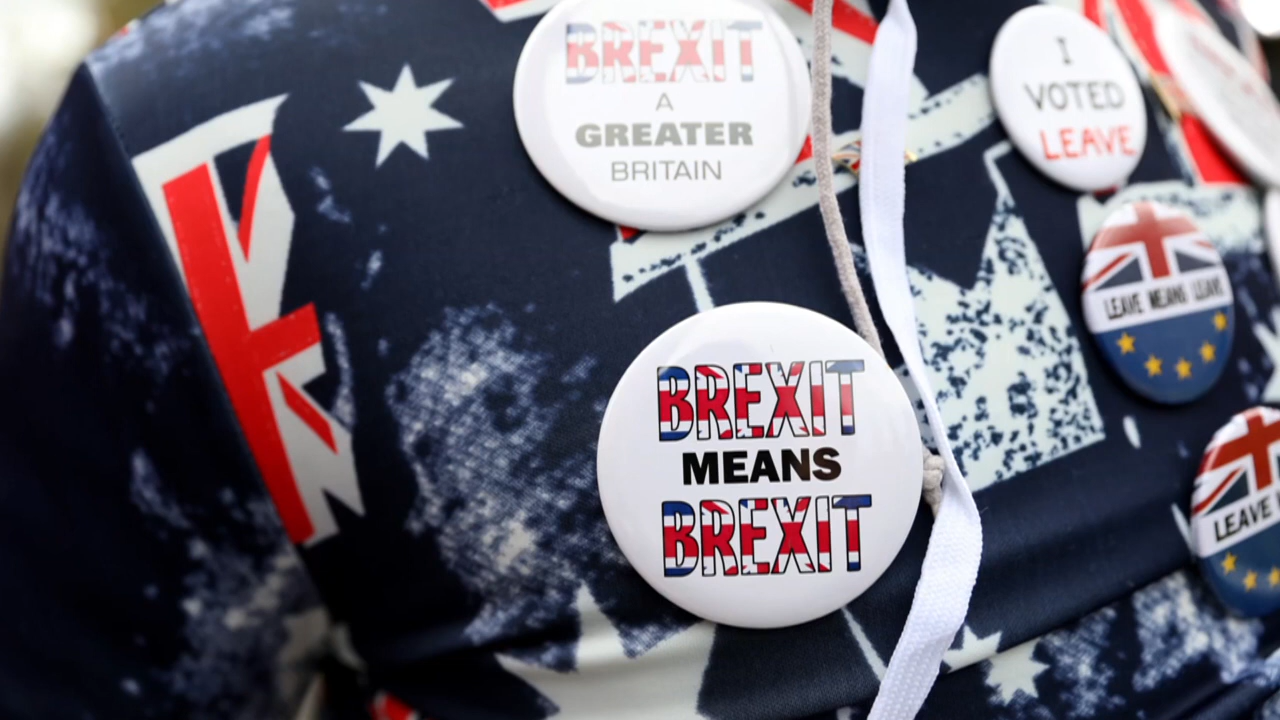 BREXIT
A
GREATER
BRITAIN
I
VOTED
LEAVE
LEAVE MEANS LEAVE
BREXIT
MEANS
BREXIT
LEAVE